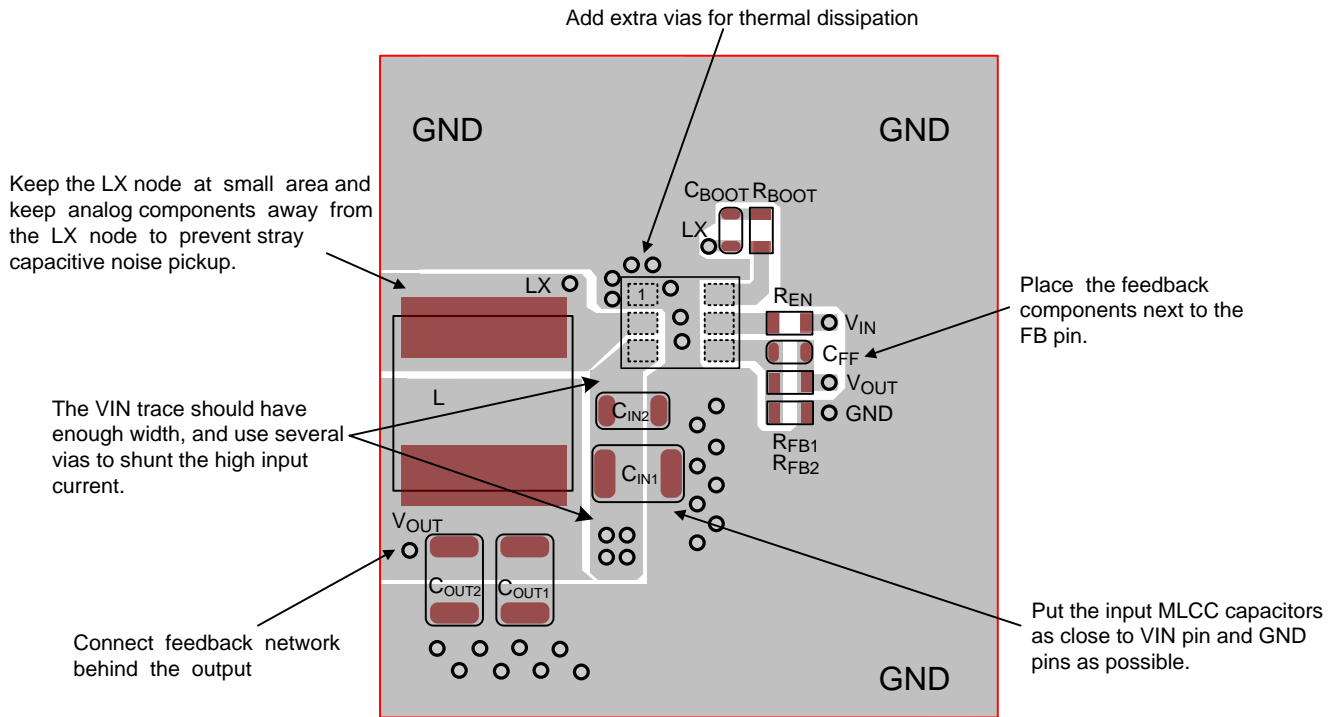 Add extra vias for thermal dissipation
GND
GND
Keep the LX node at small area and
keep analog components away from
the LX node to prevent stray
capacitive noise pickup.
CBOOT RBOOT
LX
LX
1
REN
VIN
CFF
VOUT
GND
RFB1
RFB2
Place the feedback
components next to the
FB pin.
The VIN trace should have
enough width, and use several
vias to shunt the high input
current.
L
CIN2
CIN1
VOUT
COUT2
COUT1
Connect feedback network
behind the output
Put the input MLCC capacitors
as close to VIN pin and GND
pins as possible.
GND